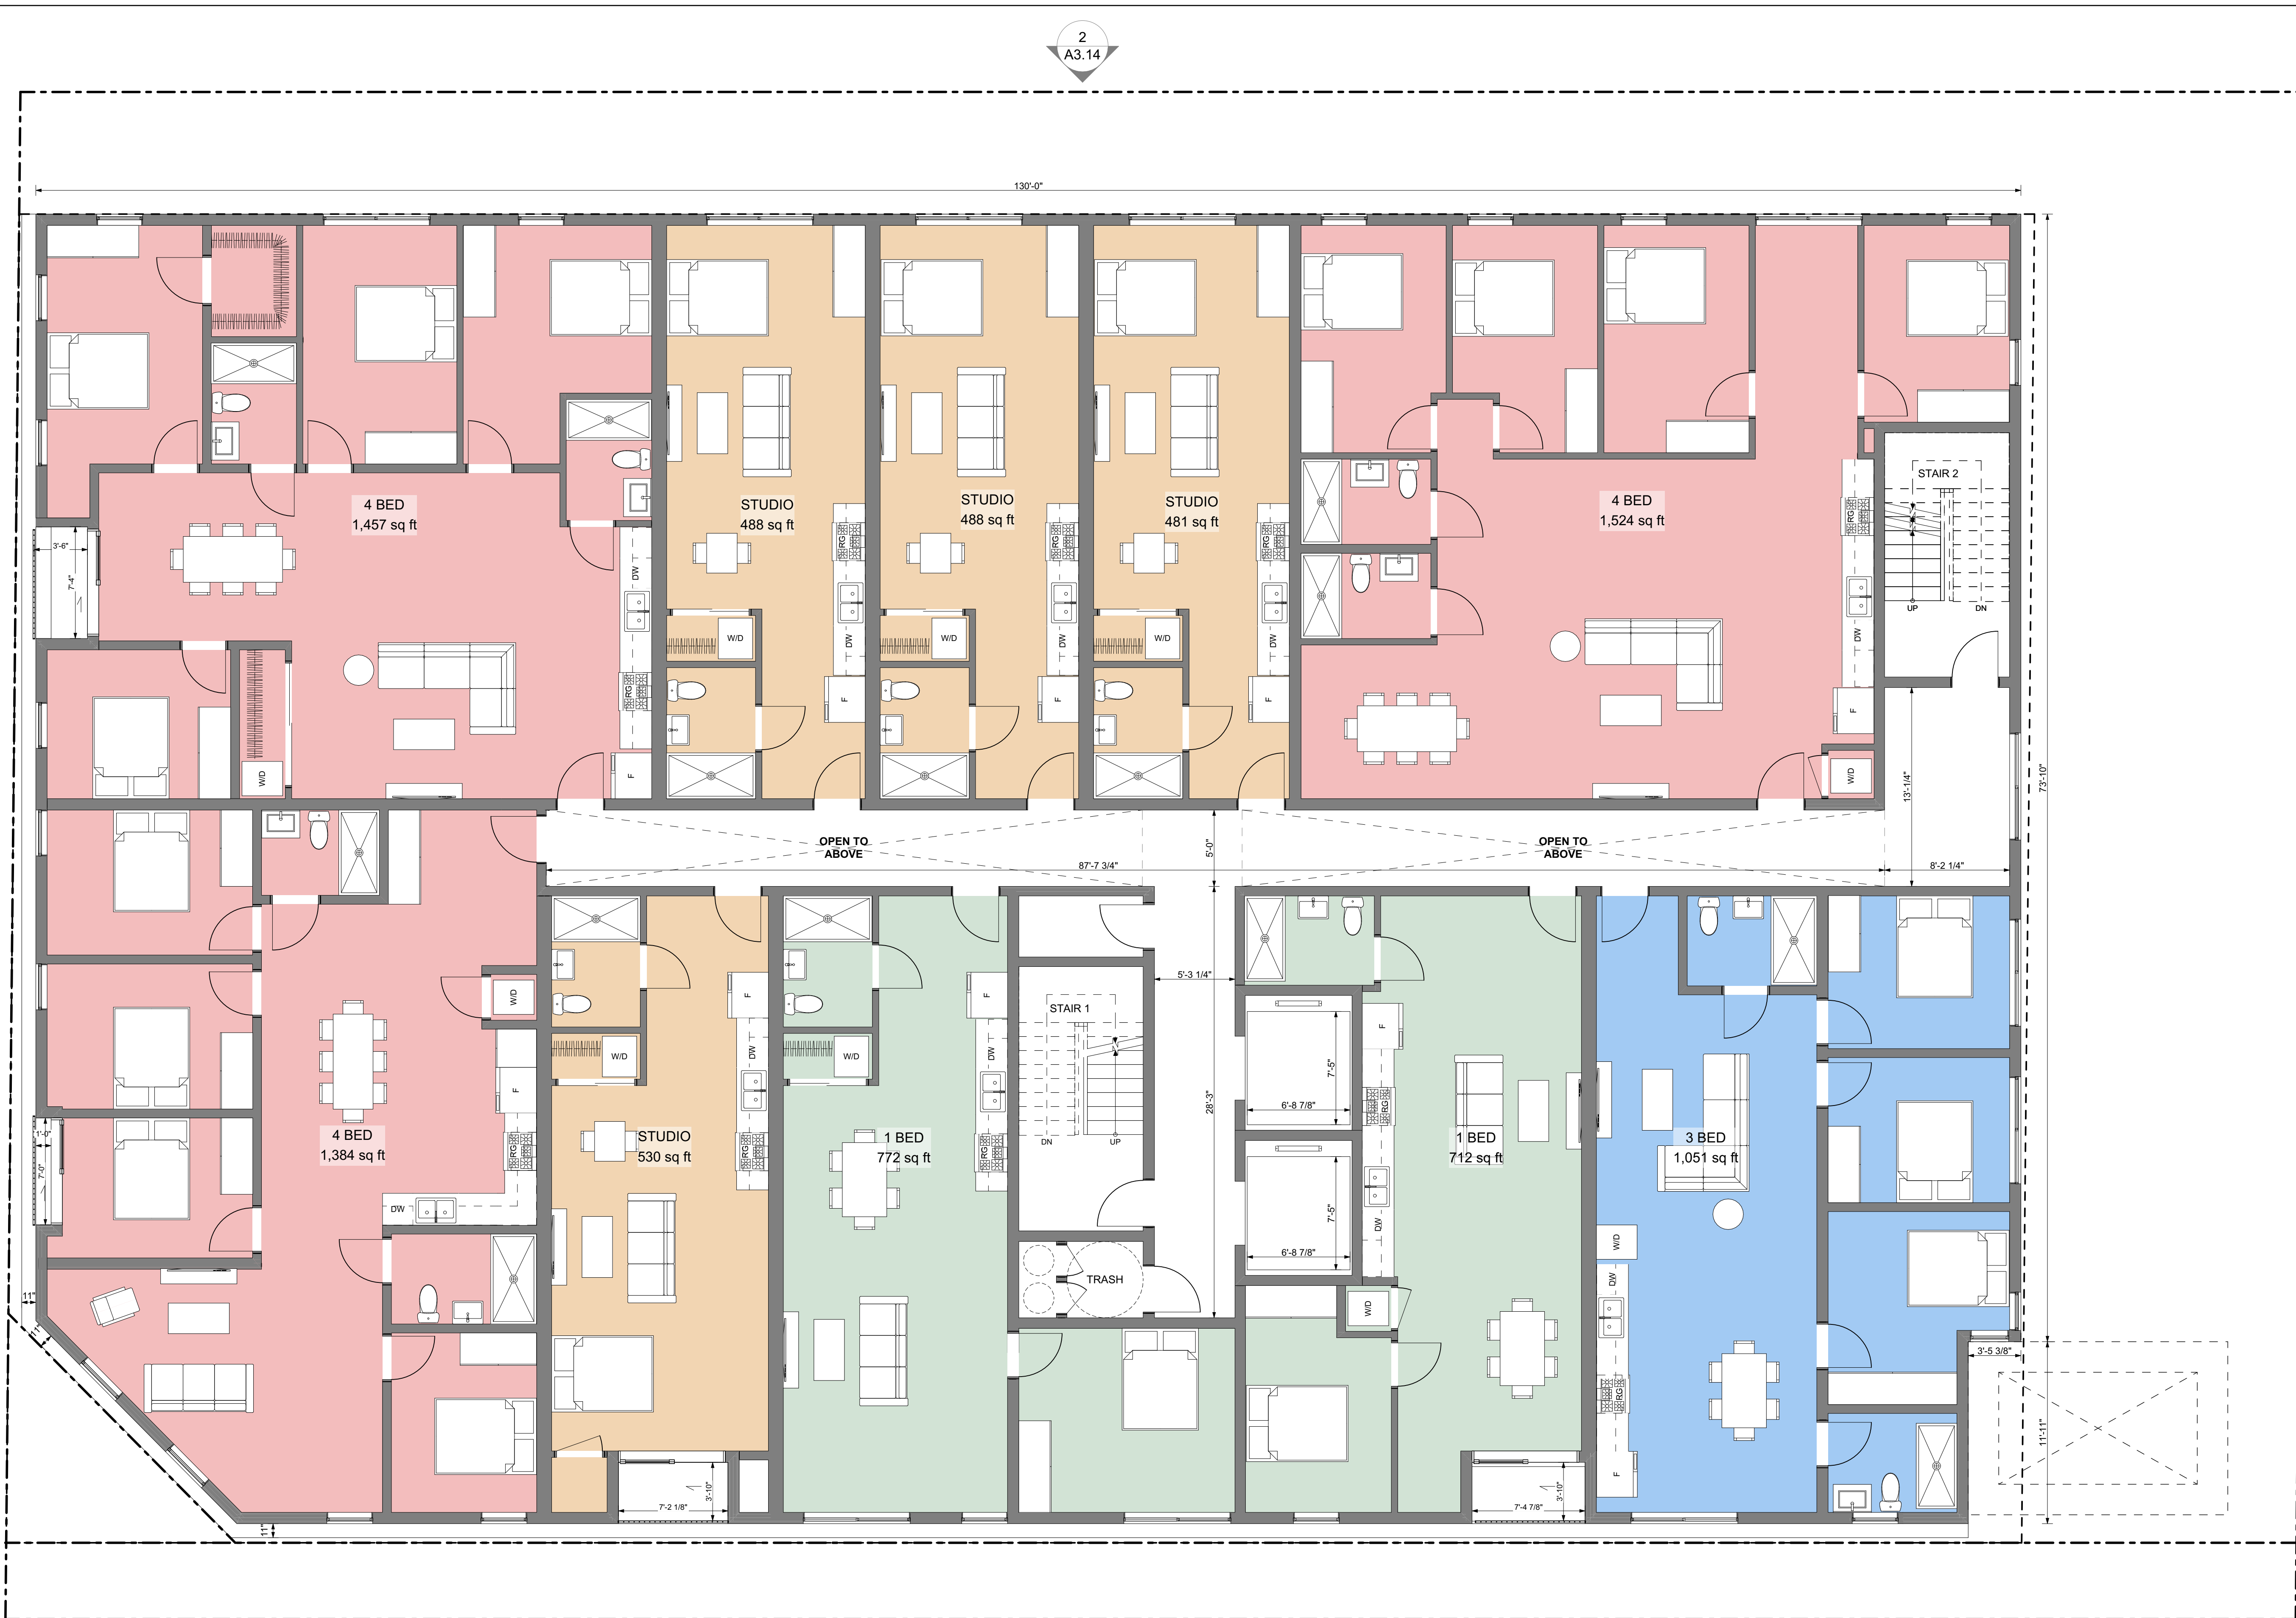 2
A3.14
130'-0"
4 BED
1,457 sq ft
STUDIO
488 sq ft
STUDIO
488 sq ft
STUDIO
481 sq ft
4 BED
1,524 sq ft
STAIR 2
UP
DN
3'-6"
7'-4"
RG
RG
RG
RG
DW
DW
DW
DW
DW
RG
W/D
W/D
W/D
F
F
F
F
F
W/D
W/D
13'-1/4"
73'-10"
OPEN TO
ABOVE
OPEN TO
ABOVE
5'-0"
87'-7 3/4"
8'-2 1/4"
5'-3 1/4"
STAIR 1
DN
UP
28'-3"
7'-5"
6'-8 7/8"
7'-5"
6'-8 7/8"
TRASH
W/D
W/D
W/D
F
F
F
F
DW
DW
RG
RG
RG
RG
4 BED
1,384 sq ft
STUDIO
530 sq ft
1 BED
772 sq ft
1 BED
712 sq ft
3 BED
1,051 sq ft
1'-0"
7'-0"
DW
DW
W/D
W/D
DW
RG
F
11"
11"
11"
3'-5 3/8"
11'-11"
7'-2 1/8"
3'-10"
7'-4 7/8"
3'-10"